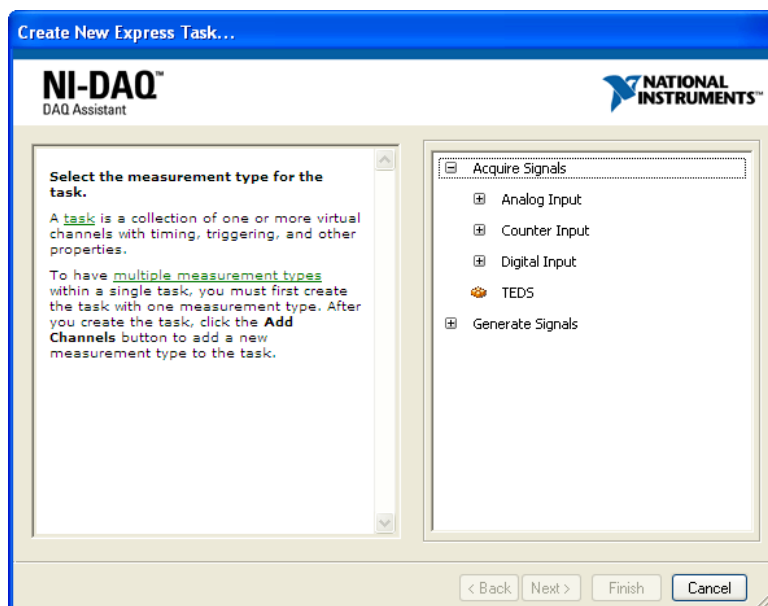 Create New Express Task...
NI-DAQ™
DAQ Assistant
NATIONAL
INSTRUMENTS™
Select the measurement type for the
task.
A task is a collection of one or more virtual
channels with timing, triggering, and other
properties.
To have multiple measurement types
within a single task, you must first create
the task with one measurement type. After
you create the task, click the Add
Channels button to add a new
measurement type to the task.
Acquire Signals
Analog Input
Counter Input
Digital Input
TEDS
Generate Signals
< Back Next > Finish Cancel